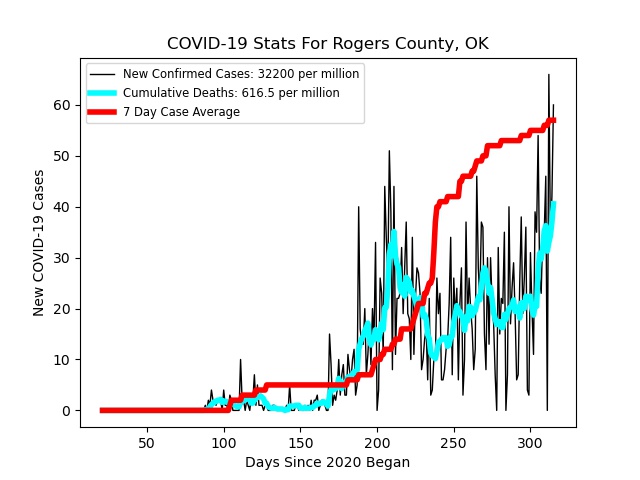 COVID-19 Stats For Rogers County, OK
New Confirmed Cases: 32200 per million
Cumulative Deaths: 616.5 per million
7 Day Case Average
New COVID-19 Cases
60
50
40
30
20
10
0
50 100 150 200 250 300
Days Since 2020 Began